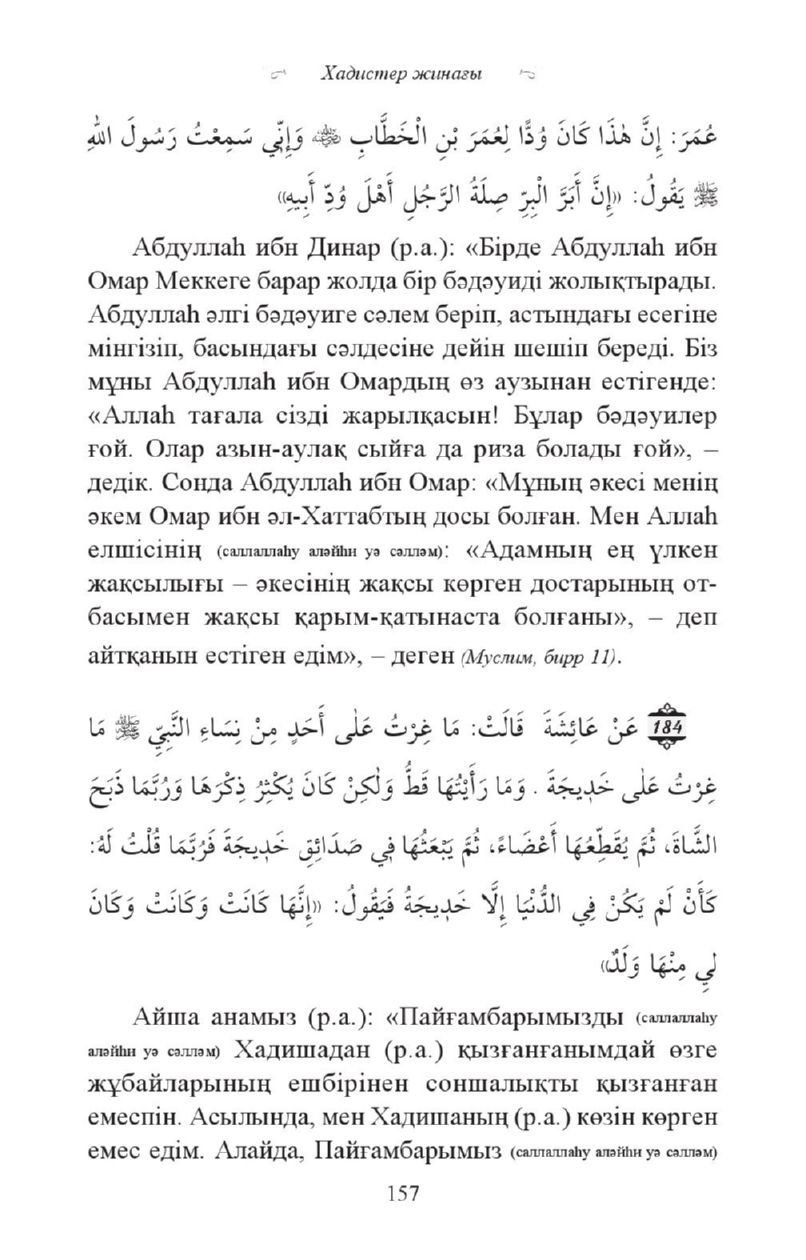 Хадистер жинағы
عُمَرَ: إِنَّ هٰذَا كَانَ وُدًّا لِعُمَرَ بْنِ الْخَطَّابِ ﷛ وَإِنِّي سَمِعْتُ رَسُولَ اللّٰهِ
ﷺ يَقُولُ: «إِنَّ أَبَرَّ الْبِرِّ صِلَةُ الرَّجُلِ أَهْلَ وُدِّ أَبِيهِ»
Абдуллаһ ибн Динар (р.а.): «Бірде Абдуллаһ ибн
Омар Меккеге барар жолда бір бәдәуиді жолықтырады.
Абдуллаһ әлгі бәдәуиге сәлем беріп, астындағы есегіне
мінгізіп, басындағы сәлдесіне дейін шешіп береді. Біз
мұны Абдуллаһ ибн Омардың өз аузынан естігенде:
«Аллаһ тағала сізді жарылқасын! Бұлар бәдәуилер
ғой. Олар азын-аулақ сыйға да риза болады ғой», –
дедік. Сонда Абдуллаһ ибн Омар: «Мұның әкесі менің
әкем Омар ибн әл-Хаттабтың досы болған. Мен Аллаһ
елшісінің (саллаллаһу аләйһи уә сәлләм): «Адамның ең үлкен
жақсылығы – әкесінің жақсы көрген достарының от-
басымен жақсы қарым-қатынаста болғаны», – деп
айтқанын естіген едім», – деген (Муслим, бирр 11).
184 عَنْ عَائِشَةَ قَالَتْ: مَا غِرْتُ عَلٰى أَحَدٍ مِنْ نِسَاءِ النَّبِيِّ ﷺ مَا
غِرْتُ عَلٰى خَدِيجَةَ . وَمَا رَأَيْتُهَا قَطُّ وَلٰكِنْ كَانَ يُكْثِرُ ذِكْرَهَا وَرُبَّمَا ذَبَحَ
الشَّاةَ، ثُمَّ يُقَطِّعُهَا أَعْضَاءً، ثُمَّ يَبْعَثُهَا فِي صَدَائِقِ خَدِيجَةَ فَرُبَّمَا قُلْتُ لَهُ:
كَأَنْ لَمْ يَكُنْ فِي الدُّنْيَا إِلَّا خَدِيجَةُ فَيَقُولُ: «إِنَّهَا كَانَتْ وَكَانَتْ وَكَانَ
لِي مِنْهَا وَلَدٌ»
Айша анамыз (р.а.): «Пайғамбарымызды (саллаллаһу
аләйһи уә сәлләм) Хадишадан (р.а.) қызғанғанымдай өзге
жұбайларының ешбірінен соншалықты қызғанған
емеспін. Асылында, мен Хадишаның (р.а.) көзін көрген
емес едім. Алайда, Пайғамбарымыз (саллаллаһу аләйһи уә сәлләм)
157